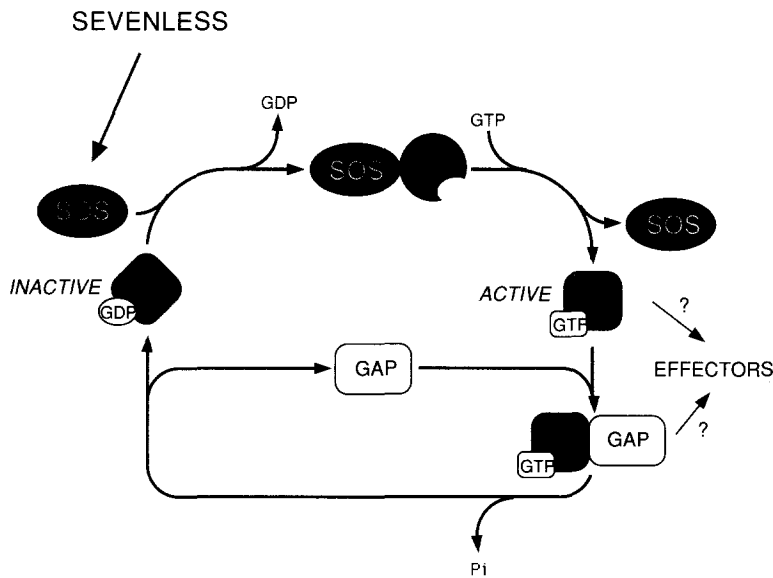 SEVENLESS
GDP
GTP
SOS
SOS
SOS
INACTIVE
GDP
ACTIVE
GTP
?
EFFECTORS
GAP
GAP
GTP
?
Pi